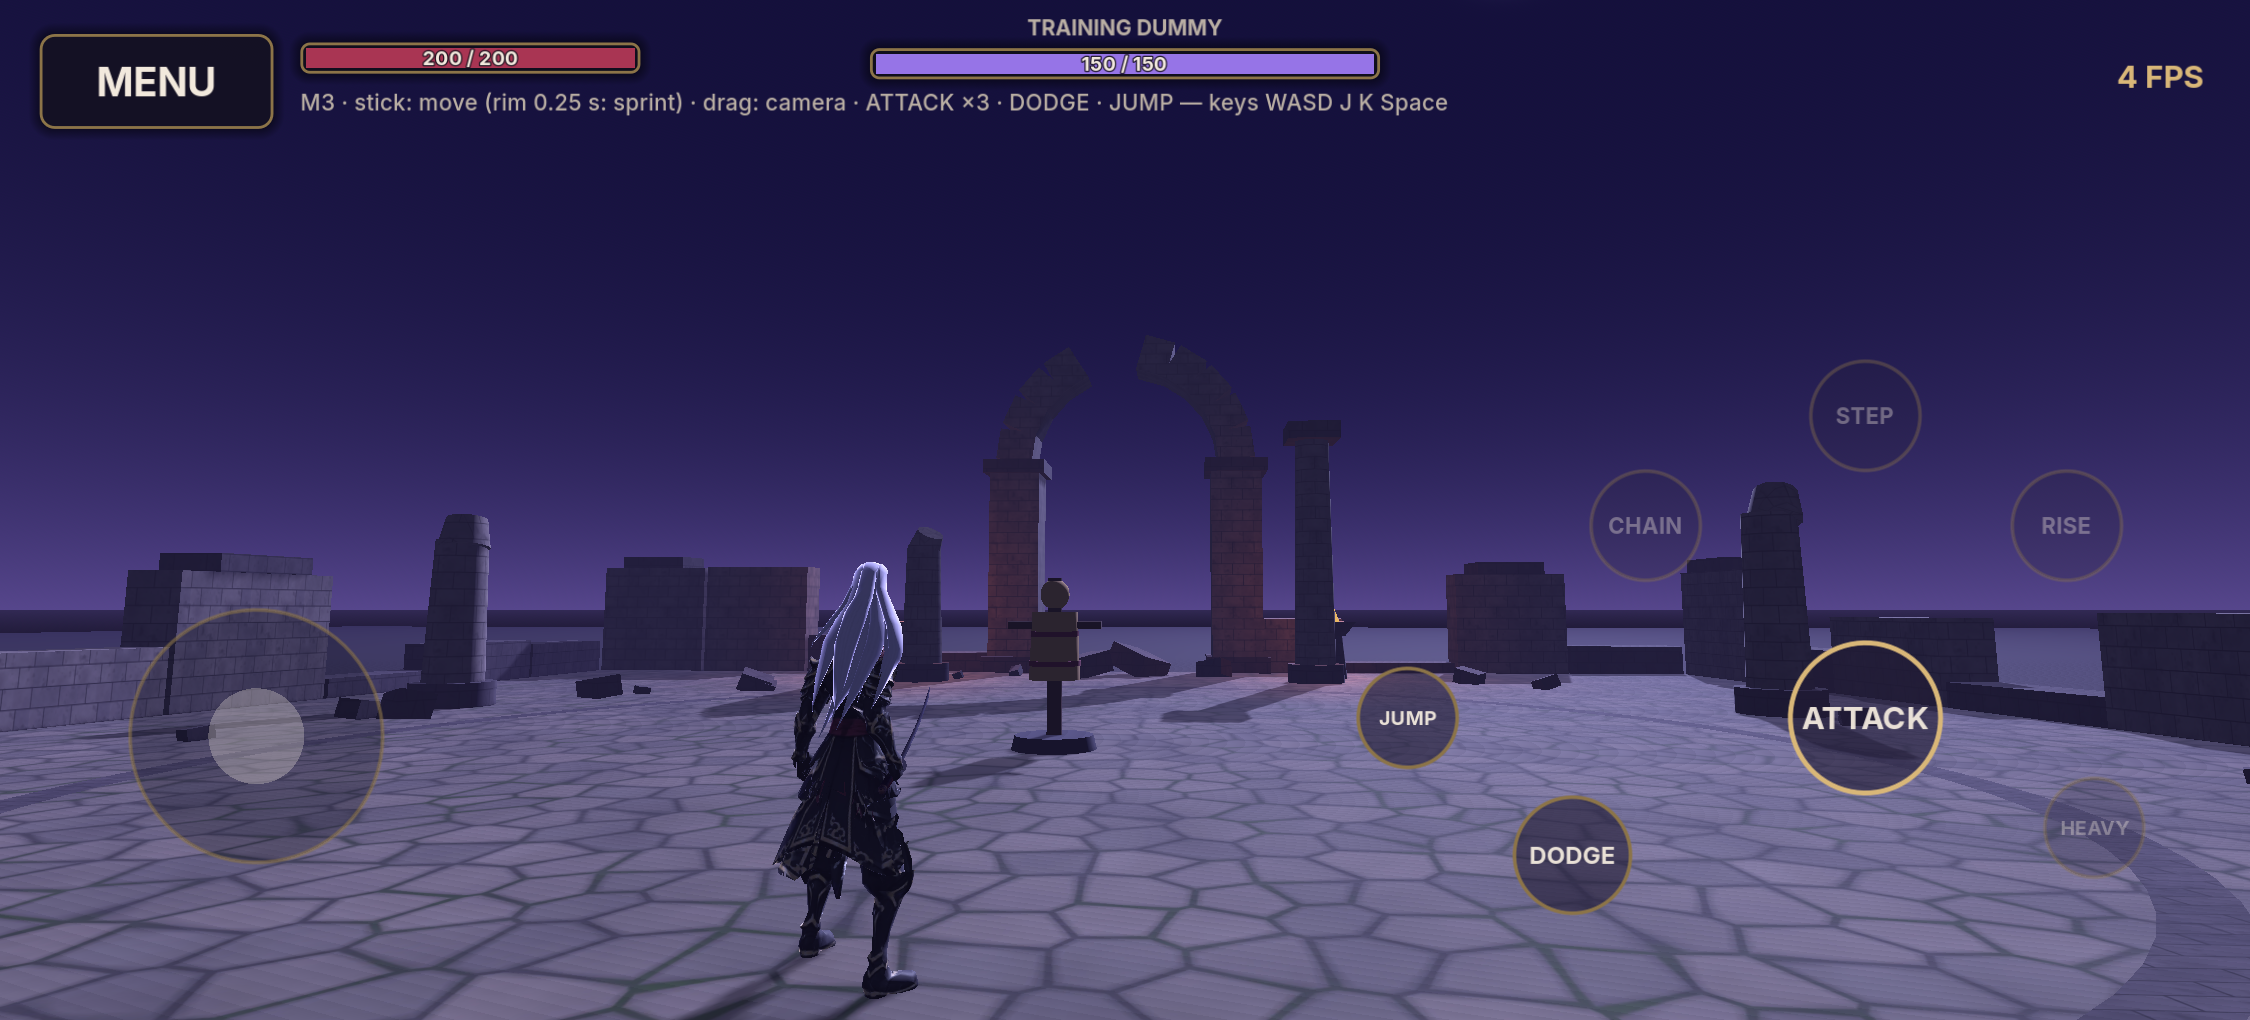 TRAINING DUMMY
MENU
200 / 200
150 / 150
4 FPS
M3 · stick: move (rim 0.25 s: sprint) · drag: camera · ATTACK ×3 · DODGE · JUMP — keys WASD J K Space
STEP
CHAIN
RISE
JUMP
ATTACK
HEAVY
DODGE